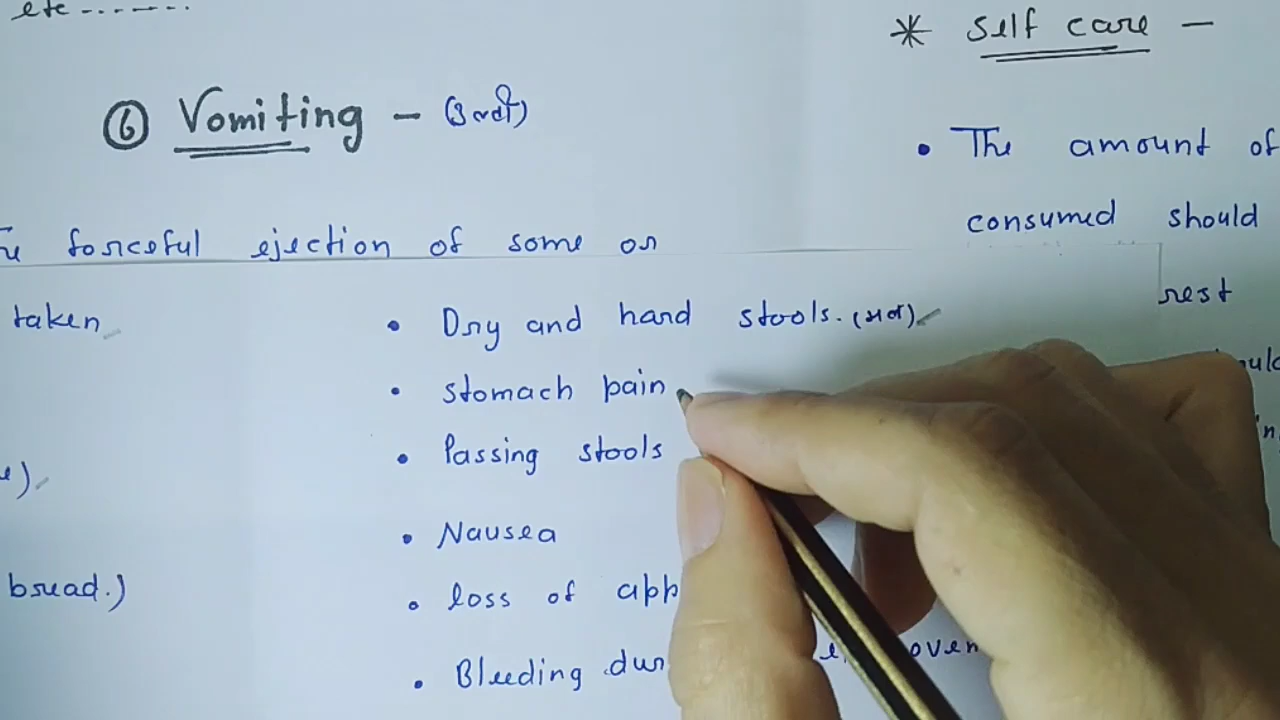 etc--------
⑥ Vomiting - (उल्टी)
forceful ejection of some or
taken
bread.)
• Dry and hard stools. (मल)
• stomach pain
• Passing stools
• Nausea
• loss of app
• Bleeding dur
* Self care -
• The amount of
consumed should
rest